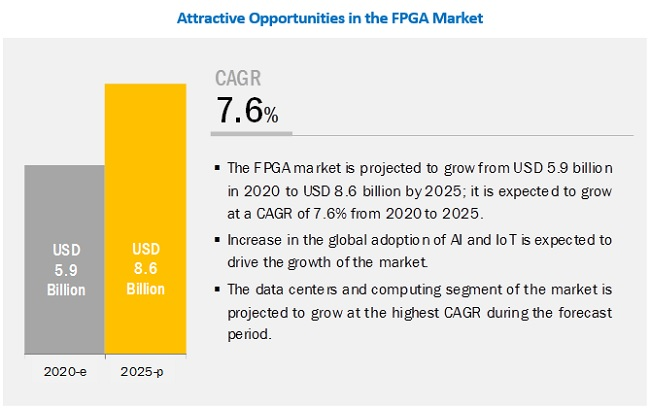 Attractive Opportunities in the FPGA Market
CAGR
7.6%
▪ The FPGA market is projected to grow from USD 5.9 billion
in 2020 to USD 8.6 billion by 2025; it is expected to grow
at a CAGR of 7.6% from 2020 to 2025.
▪ Increase in the global adoption of AI and IoT is expected to
drive the growth of the market.
▪ The data centers and computing segment of the market is
projected to grow at the highest CAGR during the forecast
period.
USD
5.9
Billion
USD
8.6
Billion
2020-e
2025-p